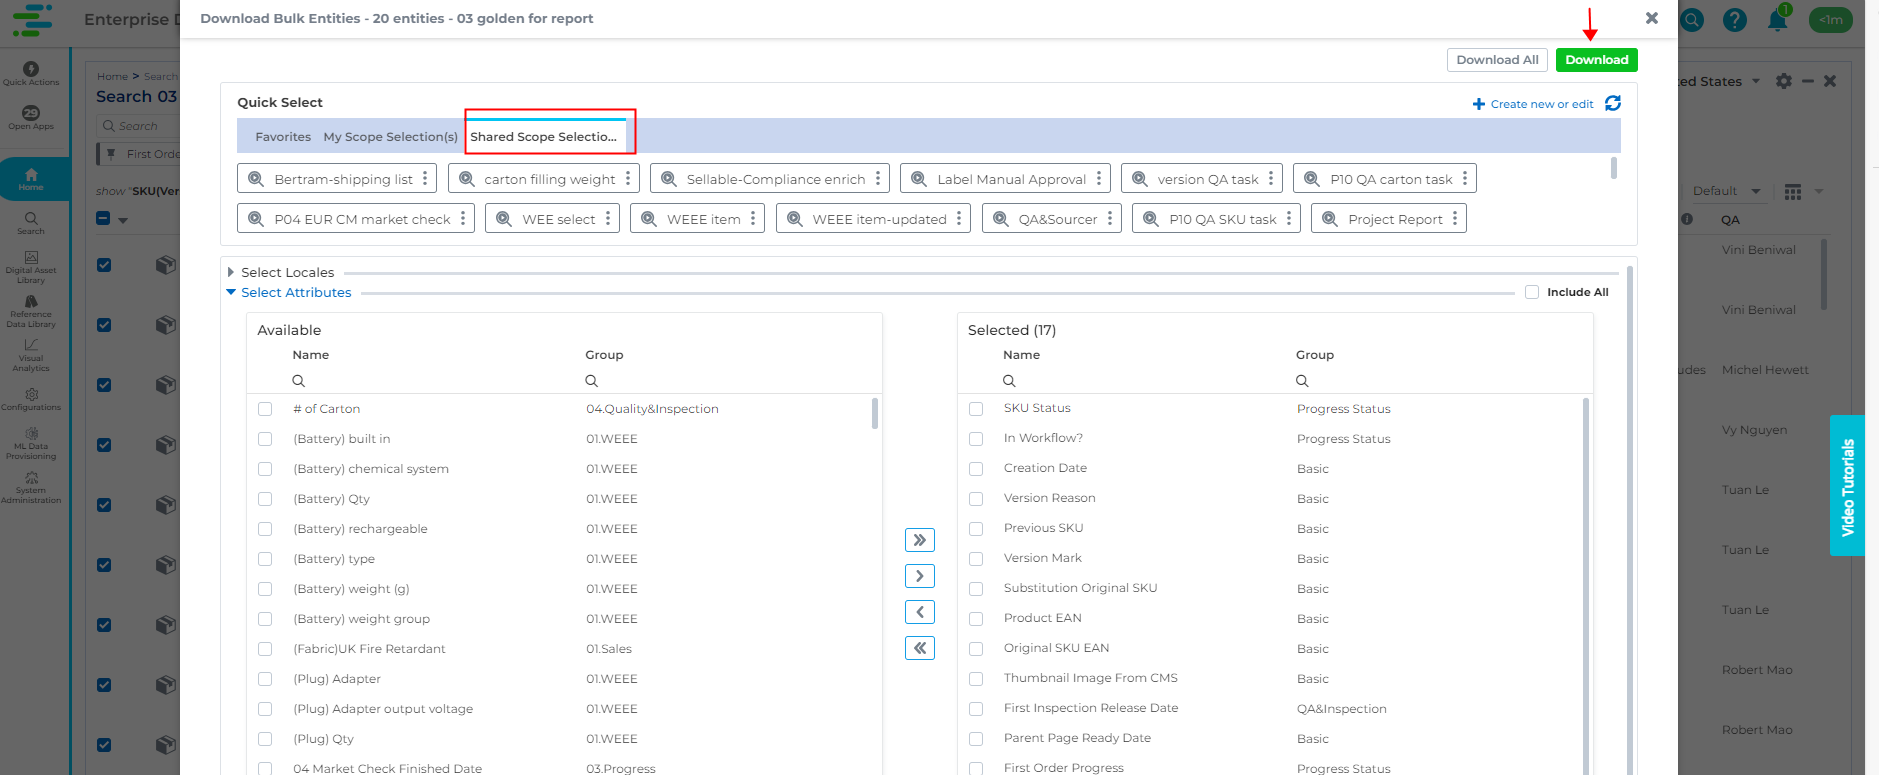 Enterprise D
Download Bulk Entities - 20 entities - 03 golden for report
1
<1m
Download All
Download
Quick Actions
29
Open Apps
Home
Search
Digital Asset
Library
Reference
Data Library
Visual
Analytics
Configurations
ML Data
Provisioning
System
Administration
Home > Search
Search 03
Search
First Orde
show "SKU(Ver
Quick Select
Create new or edit
Favorites My Scope Selection(s) Shared Scope Selectio...
Bertram-shipping list carton filling weight Sellable-Compliance enrich Label Manual Approval version QA task P10 QA carton task
P04 EUR CM market check WEE select WEEE item WEEE item-updated QA&Sourcer P10 QA SKU task Project Report
Select Locales
Select Attributes
Include All
Available
Name Group
# of Carton 04.Quality&Inspection
(Battery) built in 01.WEEE
(Battery) chemical system 01.WEEE
(Battery) Qty 01.WEEE
(Battery) rechargeable 01.WEEE
(Battery) type 01.WEEE
(Battery) weight (g) 01.WEEE
(Battery) weight group 01.WEEE
(Fabric)UK Fire Retardant 01.Sales
(Plug) Adapter 01.WEEE
(Plug) Adapter output voltage 01.WEEE
(Plug) Qty 01.WEEE
04 Market Check Finished Date 03.Progress
Selected (17)
Name Group
SKU Status Progress Status
In Workflow? Progress Status
Creation Date Basic
Version Reason Basic
Previous SKU Basic
Version Mark Basic
Substitution Original SKU Basic
Product EAN Basic
Original SKU EAN Basic
Thumbnail Image From CMS Basic
First Inspection Release Date QA&Inspection
Parent Page Ready Date Basic
First Order Progress Progress Status
ed States
Default
QA
Vini Beniwal
Vini Beniwal
udes Michel Hewett
Vy Nguyen
Tuan Le
Tuan Le
Tuan Le
Robert Mao
Robert Mao
Video Tutorials